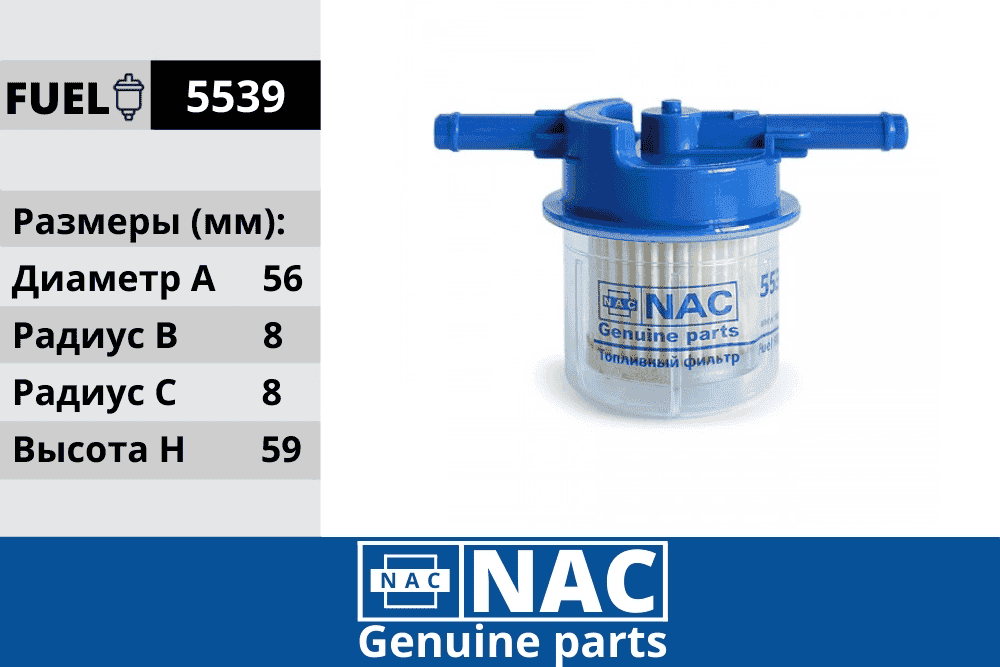 FUEL 5539
Размеры (мм):
Диаметр А 56
Радиус В 8
Радиус С 8
Высота Н 59
NAC NAC
Genuine parts
Топливный фильтр
NAC NAC
Genuine parts